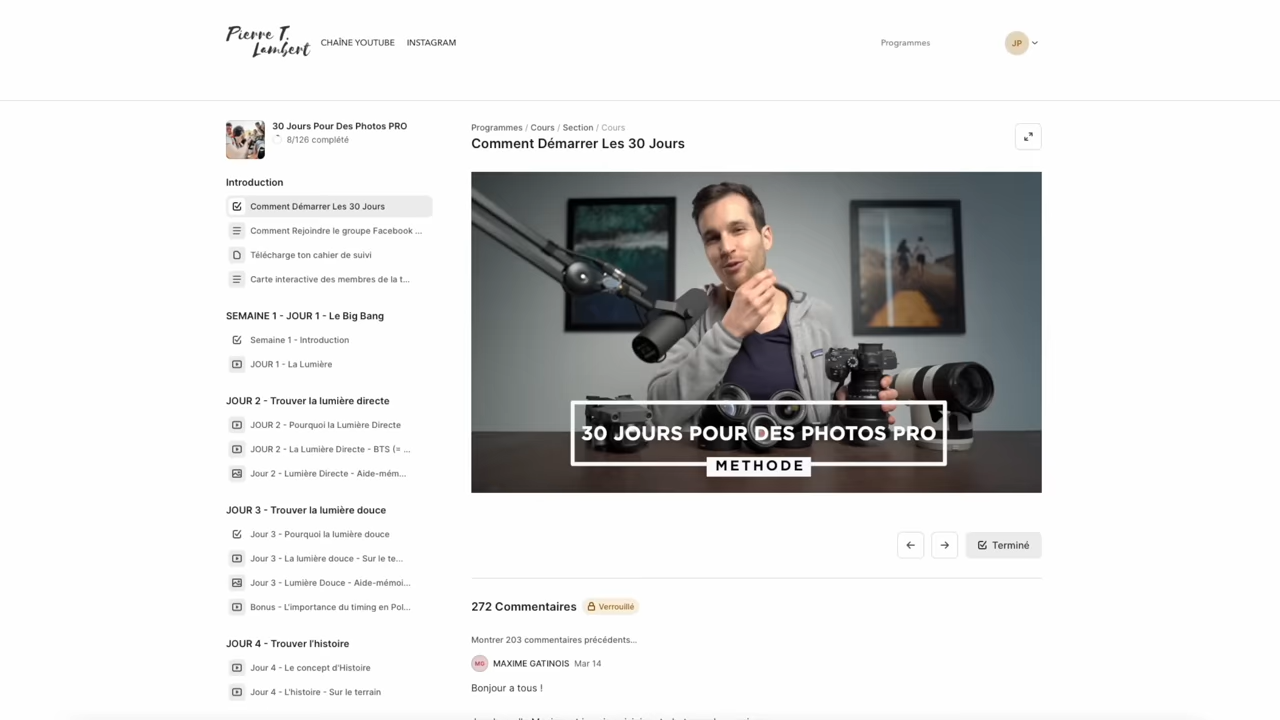 Pierre T.
Lambert
CHAÎNE YOUTUBE
INSTAGRAM
Programmes
JP
30 Jours Pour Des Photos PRO
8/126 complété
Introduction
Comment Démarrer Les 30 Jours
Comment Rejoindre le groupe Facebook ...
Télécharge ton cahier de suivi
Carte interactive des membres de la t...
SEMAINE 1 - JOUR 1 - Le Big Bang
Semaine 1 - Introduction
JOUR 1 - La Lumière
JOUR 2 - Trouver la lumière directe
JOUR 2 - Pourquoi la Lumière Directe
JOUR 2 - La Lumière Directe - BTS (= ...
Jour 2 - Lumière Directe - Aide-mém...
JOUR 3 - Trouver la lumière douce
Jour 3 - Pourquoi la lumière douce
Jour 3 - La lumière douce - Sur le te...
Jour 3 - Lumière Douce - Aide-mémoi...
Bonus - L'importance du timing en Pol...
JOUR 4 - Trouver l'histoire
Jour 4 - Le concept d'Histoire
Jour 4 - L'histoire - Sur le terrain
Programmes / Cours / Section / Cours
Comment Démarrer Les 30 Jours
30 JOURS POUR DES PHOTOS PRO
METHODE
Terminé
272 Commentaires
Verrouillé
Montrer 203 commentaires précédents...
MG
MAXIME GATINOIS Mar 14
Bonjour a tous !